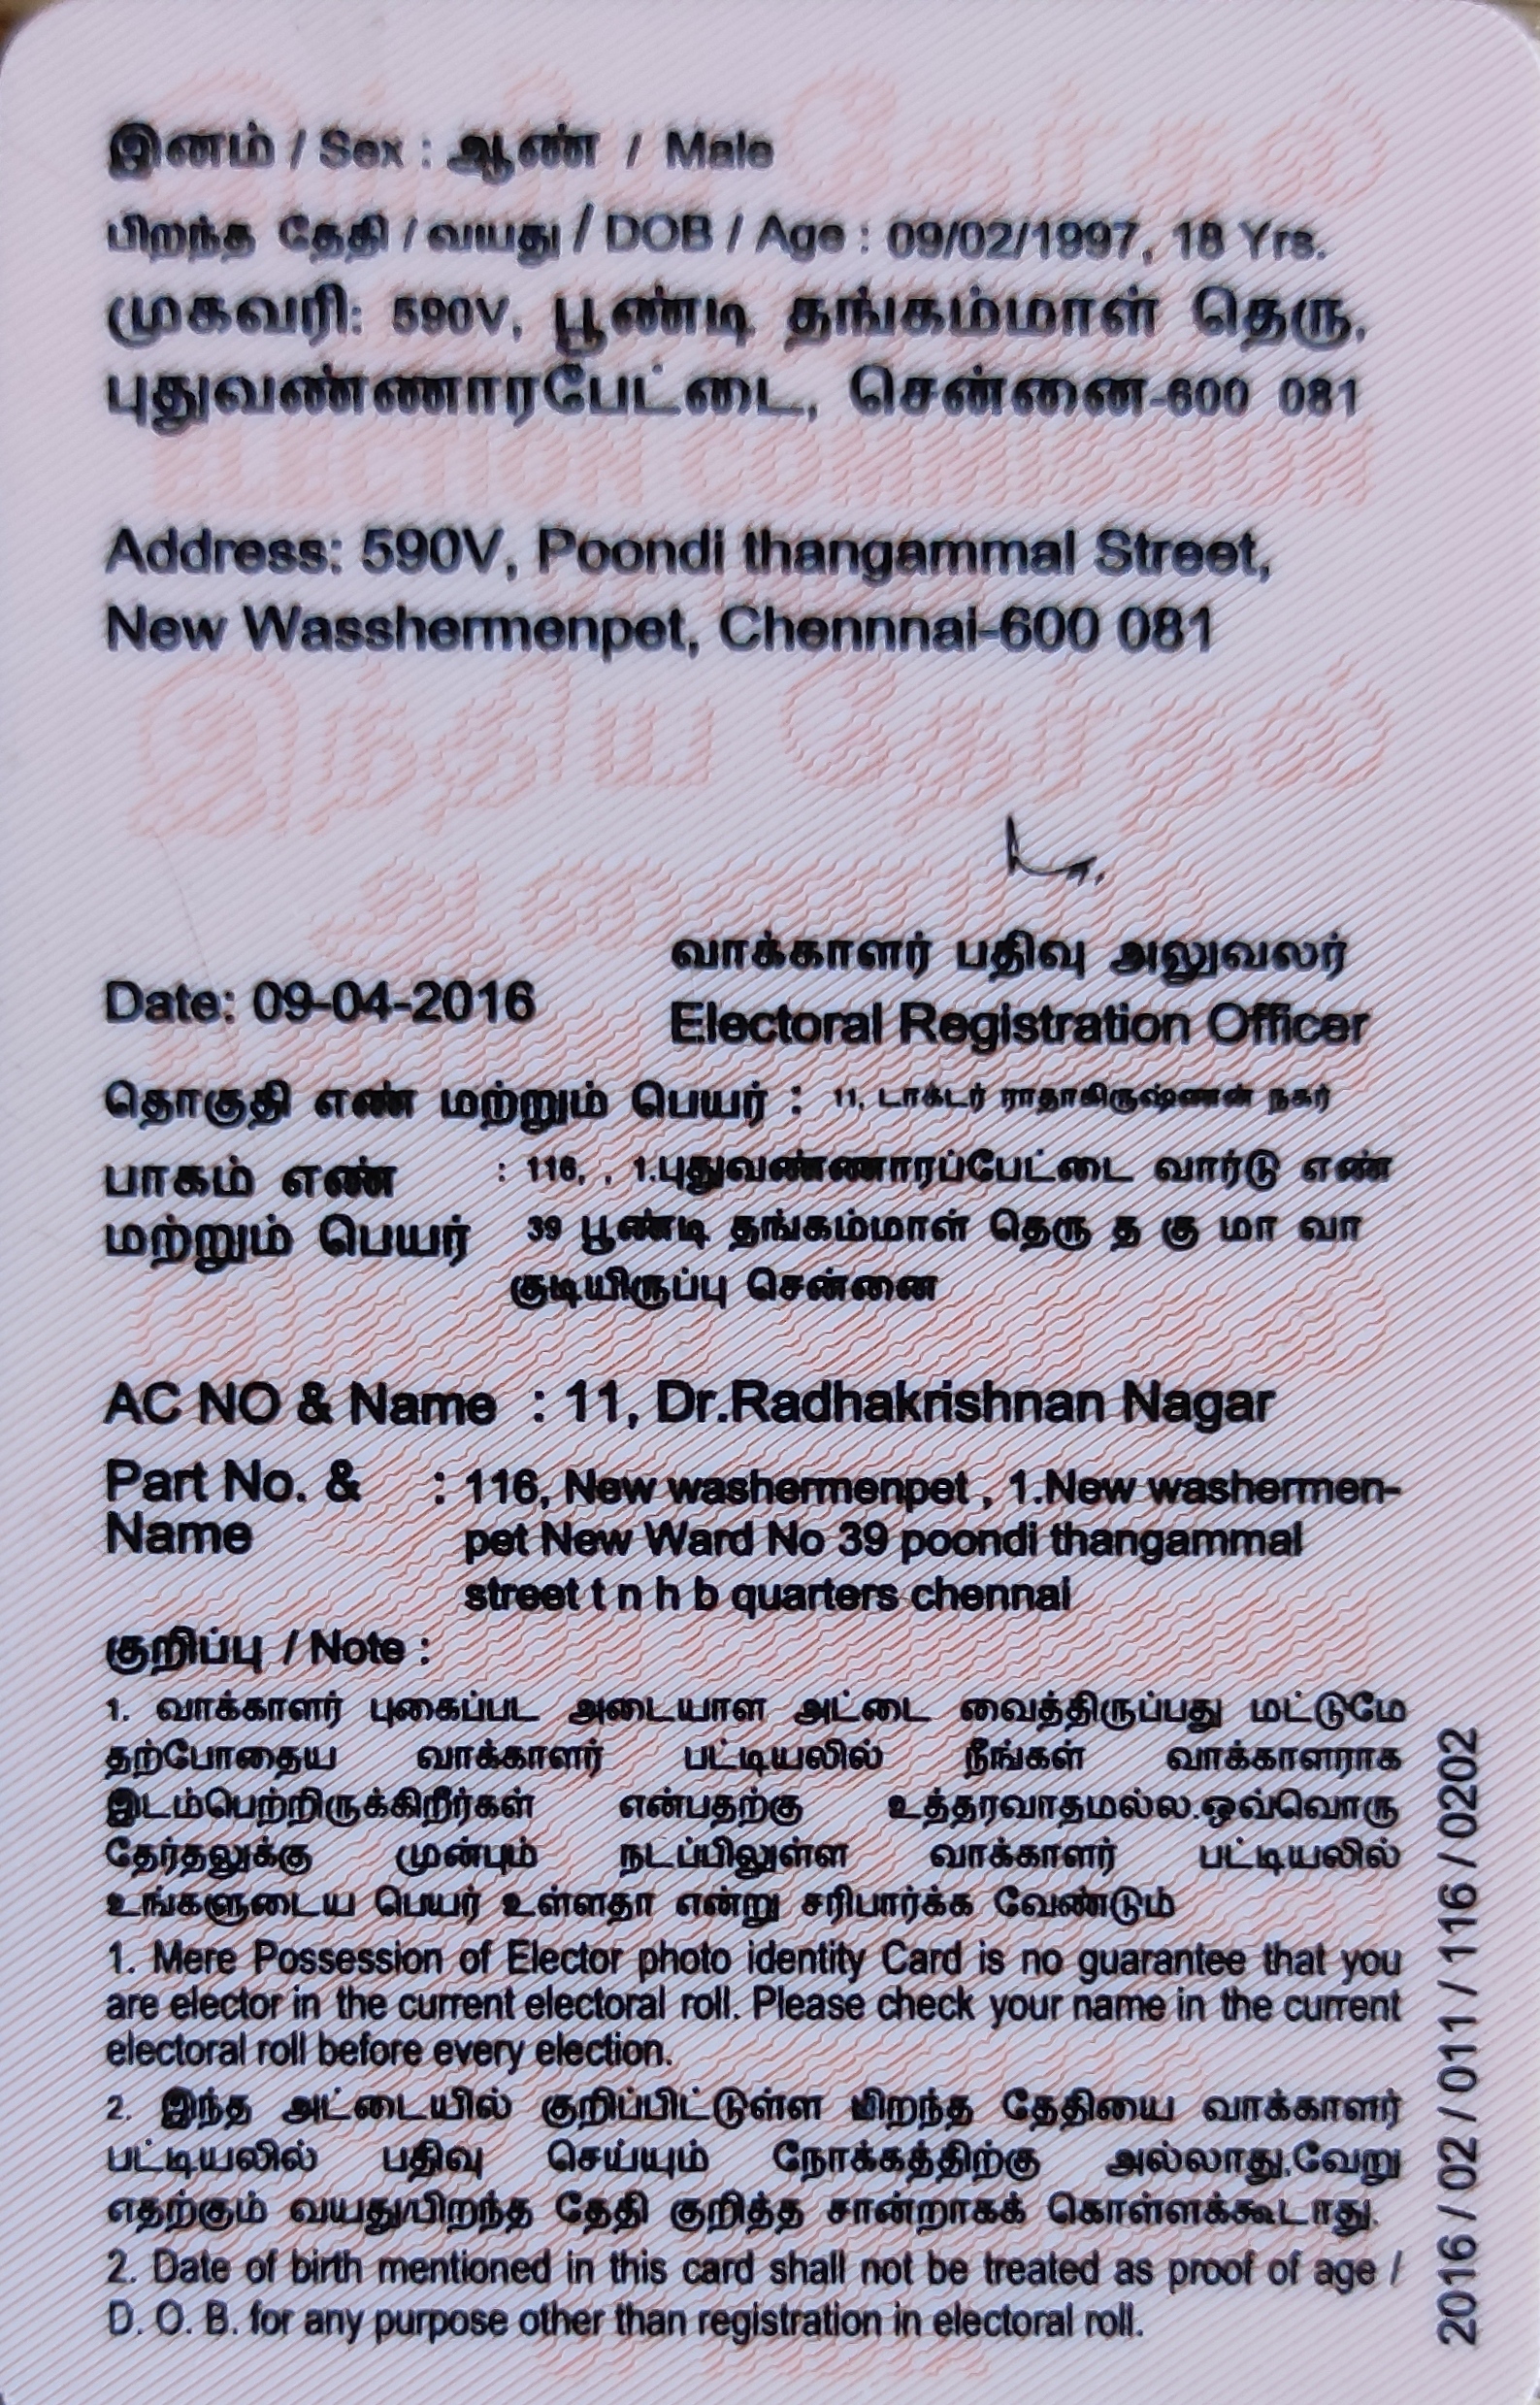 இனம் / Sex : ஆண் / Male
பிறந்த தேதி / வயது / DOB / Age : 09/02/1997, 18 Yrs.
முகவரி: 590V, பூண்டி தங்கம்மாள் தெரு,
புதுவண்ணாரபேட்டை, சென்னை-600 081
ELECTION COMMISSION
Address: 590V, Poondi thangammal Street,
New Wasshermenpet, Chennnai-600 081
இந்திய தேர்தல்
வாக்காளர் பதிவு அலுவலர்
Date: 09-04-2016
Electoral Registration Officer
தொகுதி எண் மற்றும் பெயர் : 11, டாக்டர் ராதாகிருஷ்ணன் நகர்
பாகம் எண் : 116, , 1.புதுவண்ணாரப்பேட்டை வார்டு எண்
மற்றும் பெயர் 39 பூண்டி தங்கம்மாள் தெரு த கு மா வா
குடியிருப்பு சென்னை
AC NO & Name : 11, Dr.Radhakrishnan Nagar
Part No. & : 116, New washermenpet , 1.New washermen-
Name pet New Ward No 39 poondi thangammal
street t n h b quarters chennai
குறிப்பு / Note :
1. வாக்காளர் புகைப்பட அடையாள அட்டை வைத்திருப்பது மட்டுமே
தற்போதைய வாக்காளர் பட்டியலில் நீங்கள் வாக்காளராக
இடம்பெற்றிருக்கிறீர்கள் என்பதற்கு உத்தரவாதமல்ல.ஒவ்வொரு
தேர்தலுக்கு முன்பும் நடப்பிலுள்ள வாக்காளர் பட்டியலில்
உங்களுடைய பெயர் உள்ளதா என்று சரிபார்க்க வேண்டும்
1. Mere Possession of Elector photo identity Card is no guarantee that you
are elector in the current electoral roll. Please check your name in the current
electoral roll before every election.
2. இந்த அட்டையில் குறிப்பிட்டுள்ள பிறந்த தேதியை வாக்காளர்
பட்டியலில் பதிவு செய்யும் நோக்கத்திற்கு அல்லாது,வேறு
எதற்கும் வயது/பிறந்த தேதி குறித்த சான்றாகக் கொள்ளக்கூடாது.
2. Date of birth mentioned in this card shall not be treated as proof of age /
D. O. B. for any purpose other than registration in electoral roll.
2016 / 02 / 011 / 116 / 0202